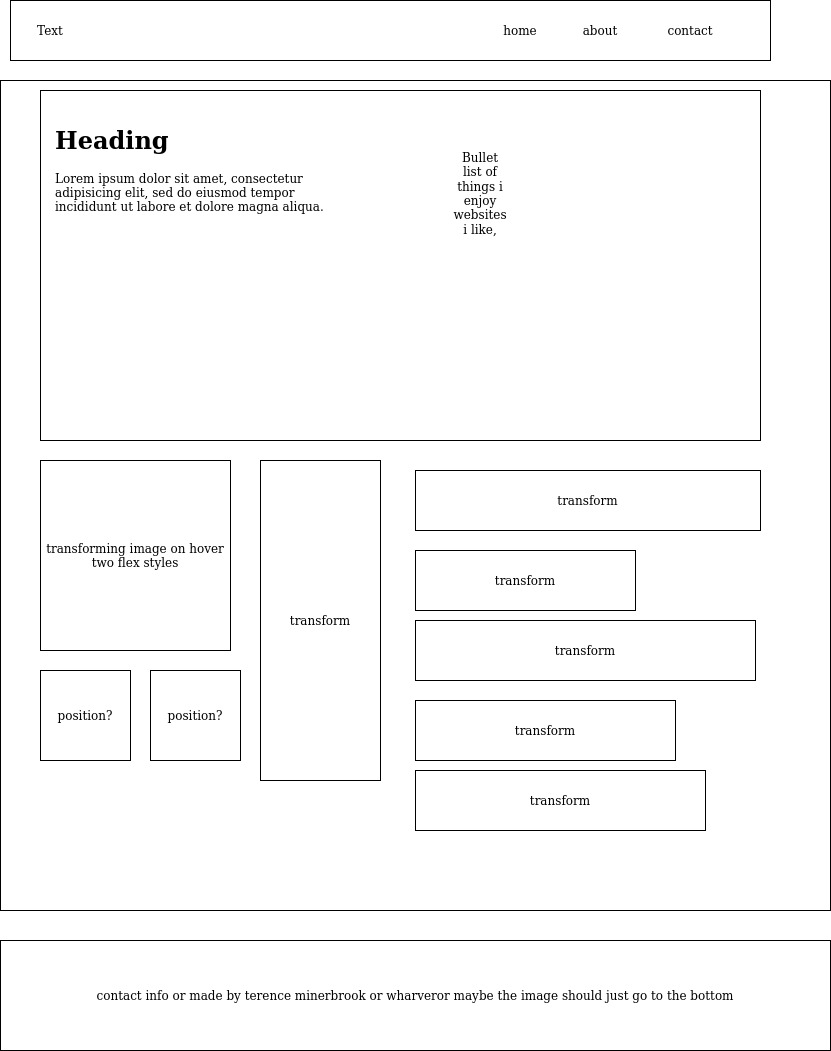 Text
home
about
contact
Heading
Lorem ipsum dolor sit amet, consectetur
adipisicing elit, sed do eiusmod tempor
incididunt ut labore et dolore magna aliqua.
Bullet
list of
things i
enjoy
websites
i like,
transforming image on hover
two flex styles
position?
position?
transform
transform
transform
transform
transform
transform
contact info or made by terence minerbrook or wharveror maybe the image should just go to the bottom